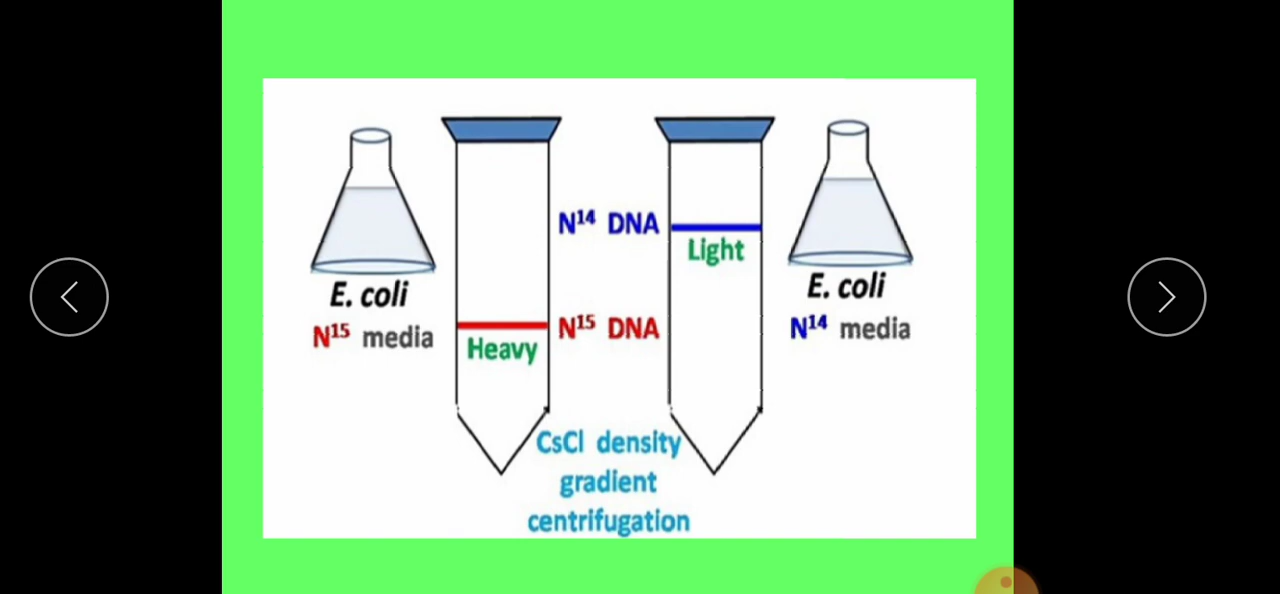 N¹⁴ DNA
Light
E. coli
N¹⁵ media
Heavy
N¹⁵ DNA
E. coli
N¹⁴ media
CsCl density
gradient
centrifugation